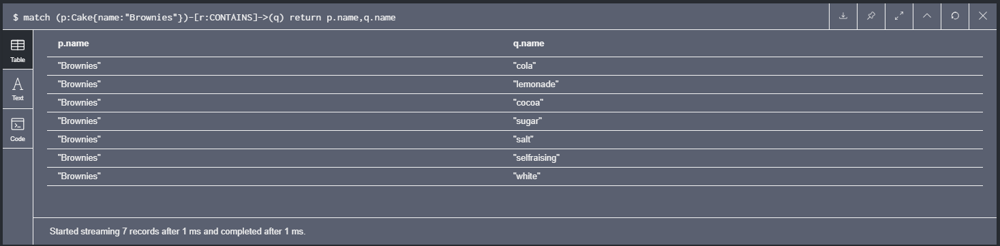 $ match (p:Cake{name:"Brownies"})-[r:CONTAINS]->(q) return p.name,q.name
Table
Text
Code
p.name q.name
"Brownies" "cola"
"Brownies" "lemonade"
"Brownies" "cocoa"
"Brownies" "sugar"
"Brownies" "salt"
"Brownies" "selfraising"
"Brownies" "white"
Started streaming 7 records after 1 ms and completed after 1 ms.